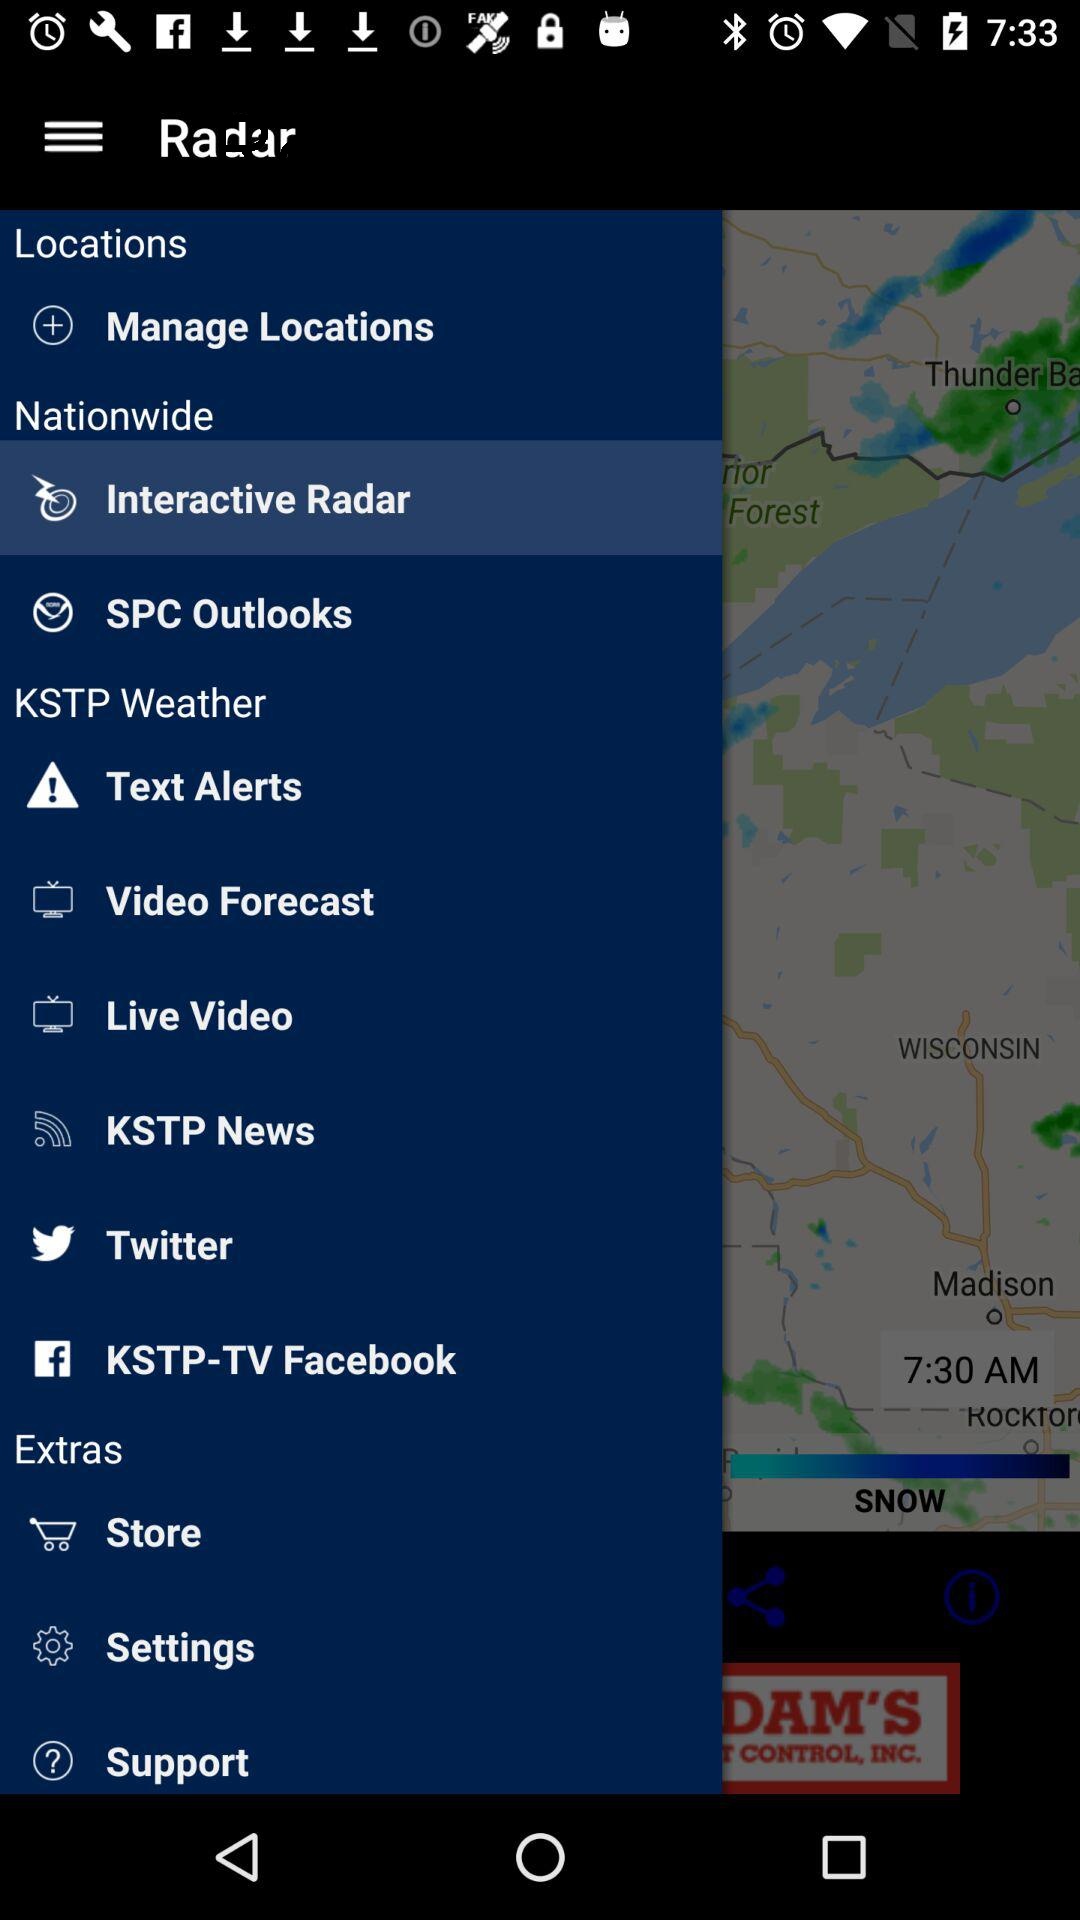 FAKE
7:33
Radar
Locations
Manage Locations
Nationwide
Interactive Radar
SPC Outlooks
KSTP Weather
Text Alerts
Video Forecast
Live Video
KSTP News
Twitter
KSTP-TV Facebook
Extras
Store
Settings
Support
Thunder Ba
rior
Forest
WISCONSIN
Madison
7:30 AM
Rockford
SNOW
DAM'S
T CONTROL, INC.